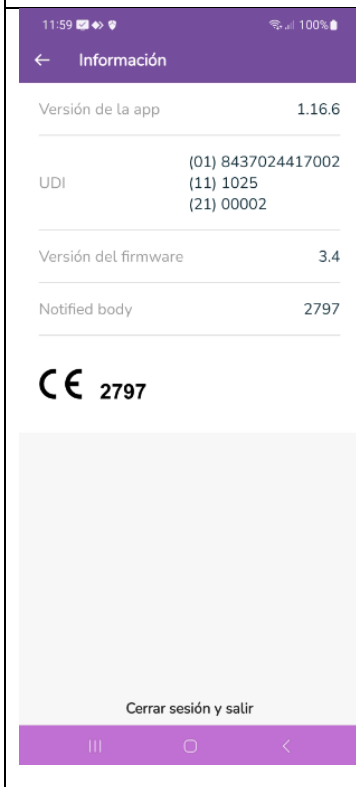 11:59 100%
Información
Versión de la app 1.16.6
(01) 8437024417002
UDI (11) 1025
(21) 00002
Versión del firmware 3.4
Notified body 2797
CE 2797
Cerrar sesión y salir